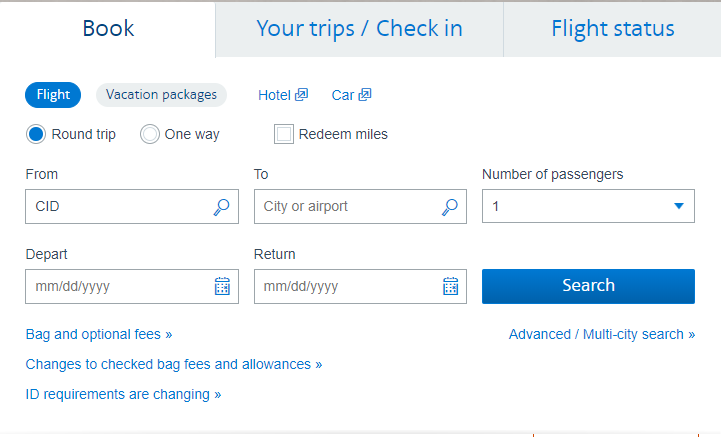 Book Your trips / Check in Flight status
Flight Vacation packages Hotel Car
Round trip One way Redeem miles
From To Number of passengers
CID City or airport 1
Depart Return
mm/dd/yyyy mm/dd/yyyy Search
Bag and optional fees » Advanced / Multi-city search »
Changes to checked bag fees and allowances »
ID requirements are changing »